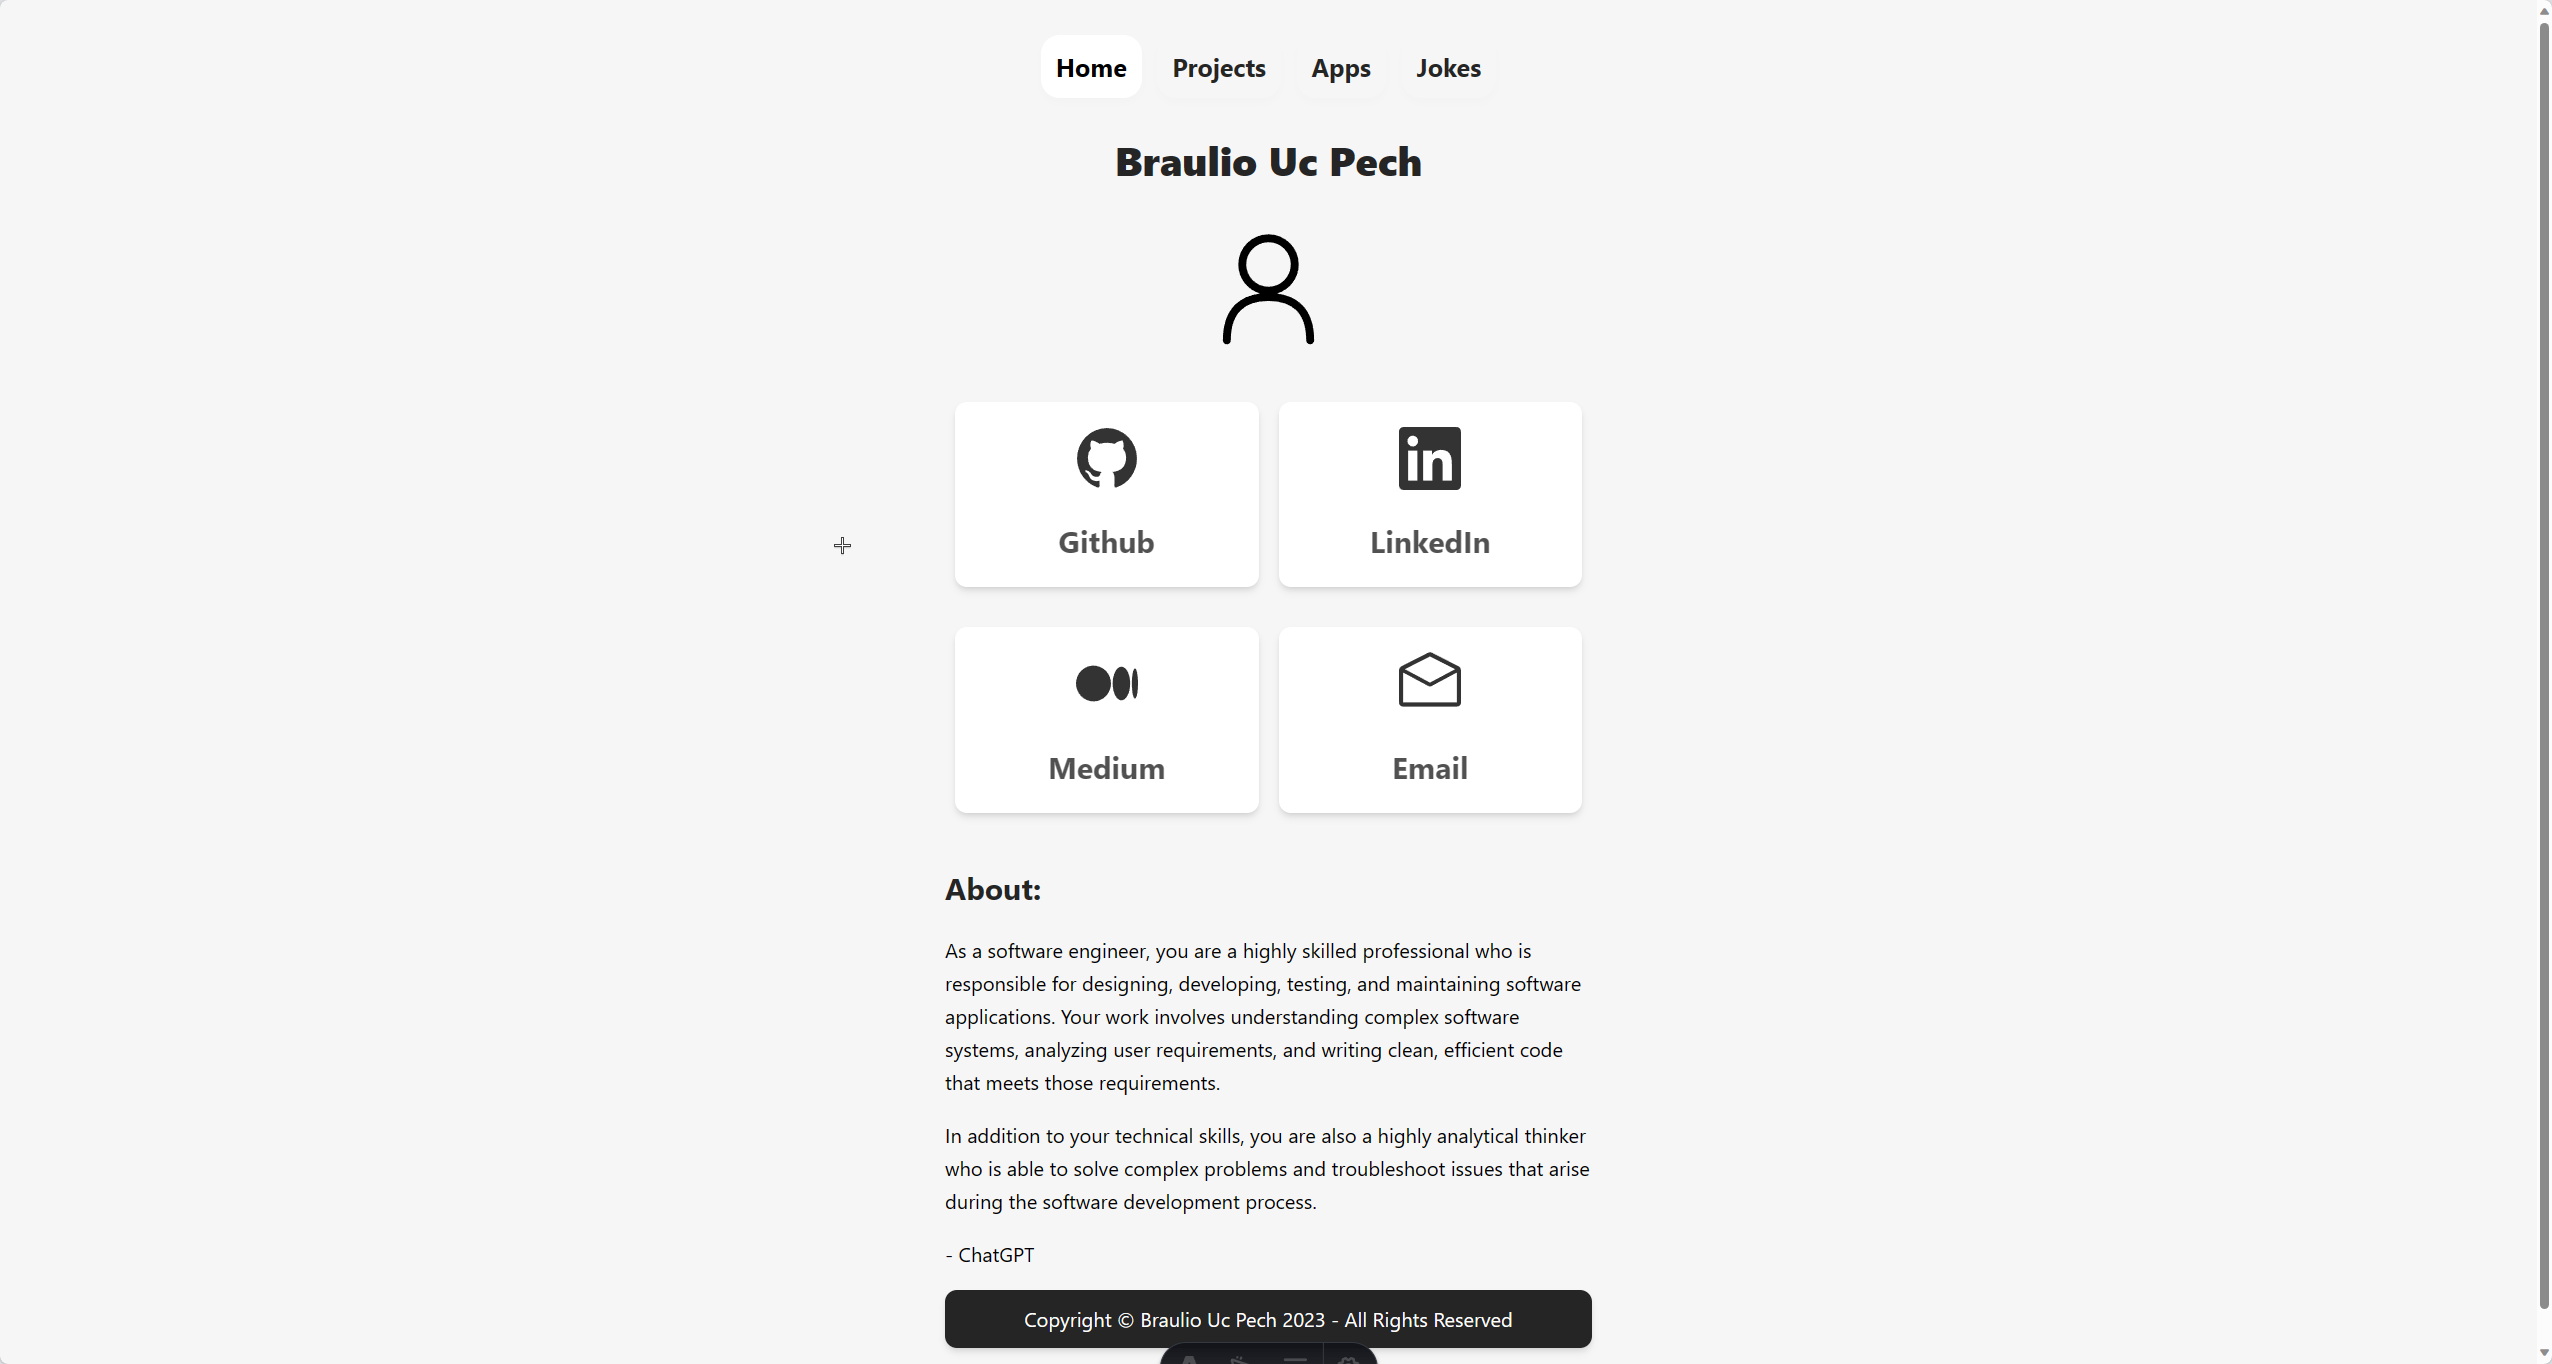 Home Projects Apps Jokes
Braulio Uc Pech
Github LinkedIn
Medium Email
About:
As a software engineer, you are a highly skilled professional who is
responsible for designing, developing, testing, and maintaining software
applications. Your work involves understanding complex software
systems, analyzing user requirements, and writing clean, efficient code
that meets those requirements.
In addition to your technical skills, you are also a highly analytical thinker
who is able to solve complex problems and troubleshoot issues that arise
during the software development process.
- ChatGPT
Copyright © Braulio Uc Pech 2023 - All Rights Reserved